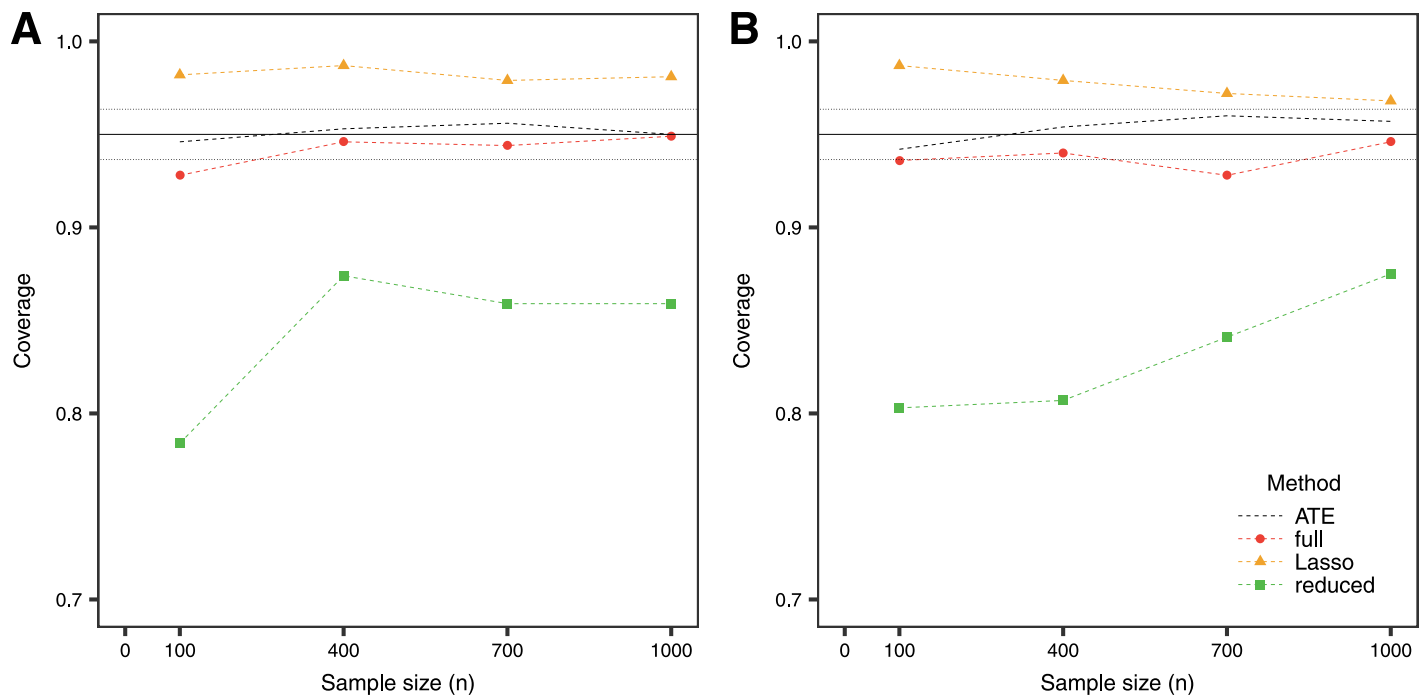 A
1.0
0.9
0.8
0.7
Coverage
0 100 400 700 1000
Sample size (n)
B
1.0
0.9
0.8
0.7
Coverage
Method
ATE
full
Lasso
reduced
0 100 400 700 1000
Sample size (n)